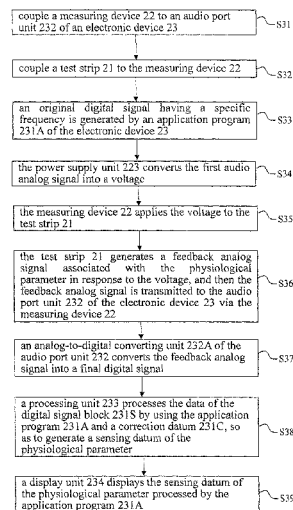 couple a measuring device 22 to an audio port
unit 232 of an electronic device 23
S31
couple a test strip 21 to the measuring device 22
S32
an original digital signal having a specific
frequency is generated by an application program
231A of the electronic device 23
S33
the power supply unit 223 converts the first audio
analog signal into a voltage
S34
the measuring device 22 applies the voltage to the
test strip 21
S35
the test strip 21 generates a feedback analog
signal associated with the physiological
parameter in response to the voltage, and then the
feedback analog signal is transmitted to the audio
port unit 232 of the electronic device 23 via the
measuring device 22
S36
an analog-to-digital converting unit 232A of the
audio port unit 232 converts the feedback analog
signal into a final digital signal
S37
a processing unit 233 processes the data of the
digital signal block 231S by using the application
program 231A and a correction datum 231C, so
as to generate a sensing datum of the
physiological parameter
S38
a display unit 234 displays the sensing datum of
the physiological parameter processed by the
application program 231A
S39